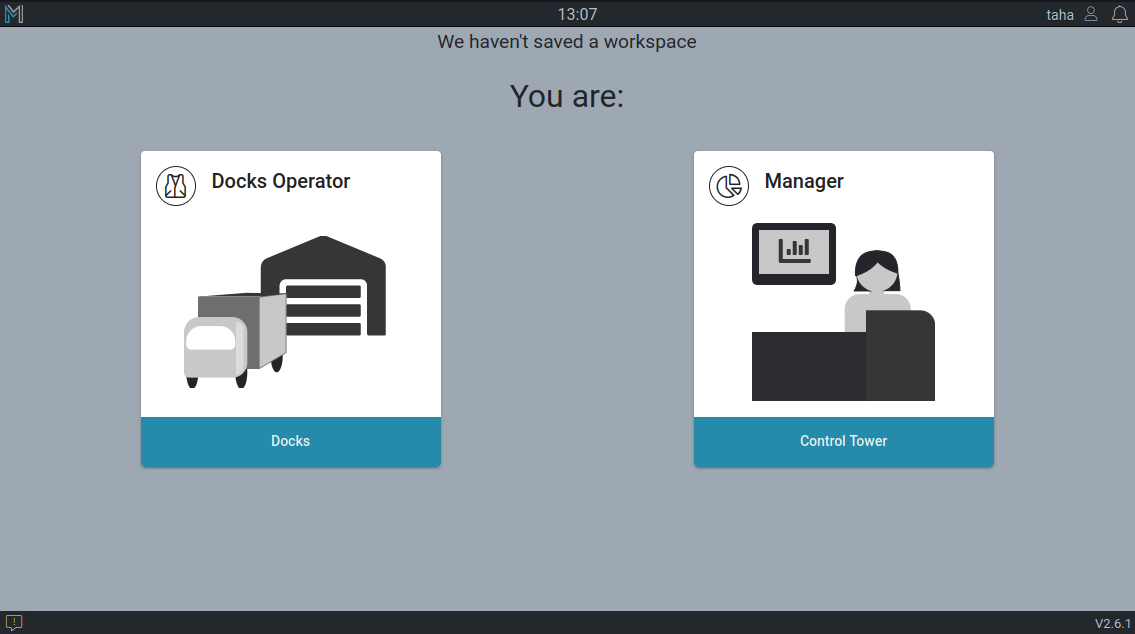 13:07
taha
We haven't saved a workspace
You are:
Docks Operator
Manager
Docks
Control Tower
V2.6.1